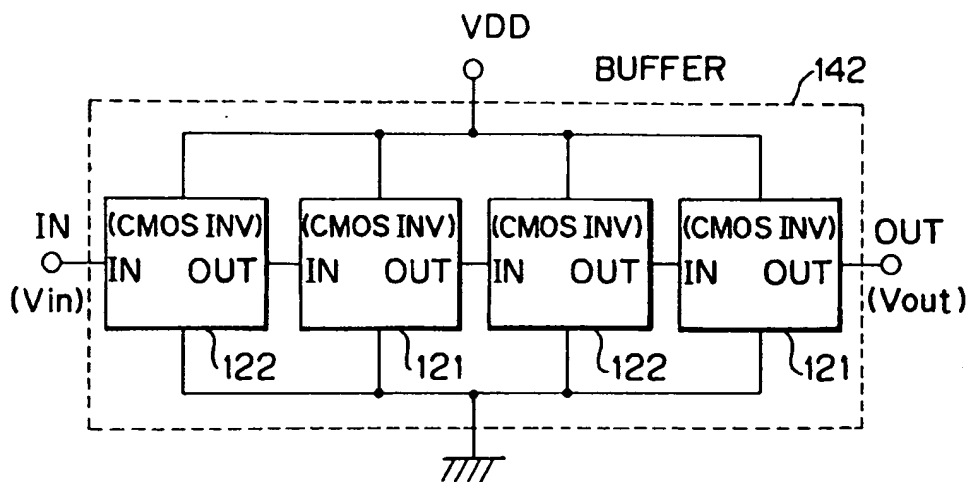 VDD
BUFFER
142
(CMOS INV)
IN OUT
122
(CMOS INV)
IN OUT
121
(CMOS INV)
IN OUT
122
(CMOS INV)
IN OUT
121
IN
(Vin)
OUT
(Vout)